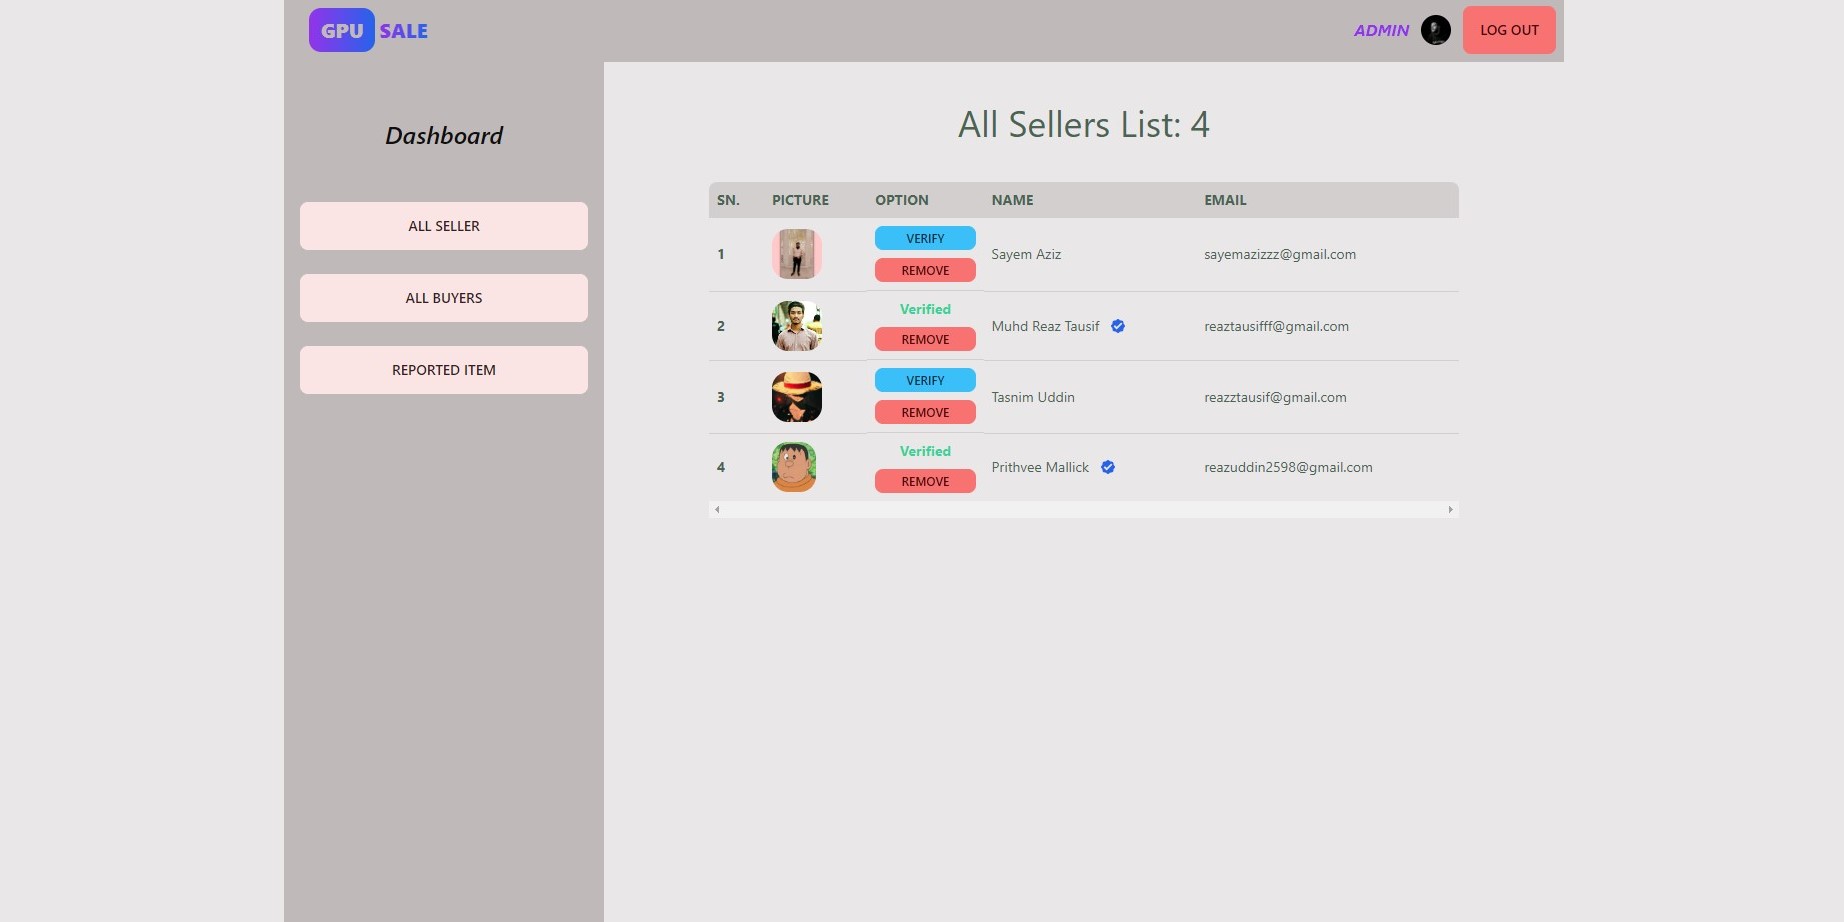 GPU SALE
ADMIN
LOG OUT
Dashboard
ALL SELLER
ALL BUYERS
REPORTED ITEM
All Sellers List: 4
SN. PICTURE OPTION NAME EMAIL
1 VERIFY REMOVE Sayem Aziz sayemazizzz@gmail.com
2 Verified REMOVE Muhd Reaz Tausif reaztausifff@gmail.com
3 VERIFY REMOVE Tasnim Uddin reazztausif@gmail.com
4 Verified REMOVE Prithvee Mallick reazuddin2598@gmail.com